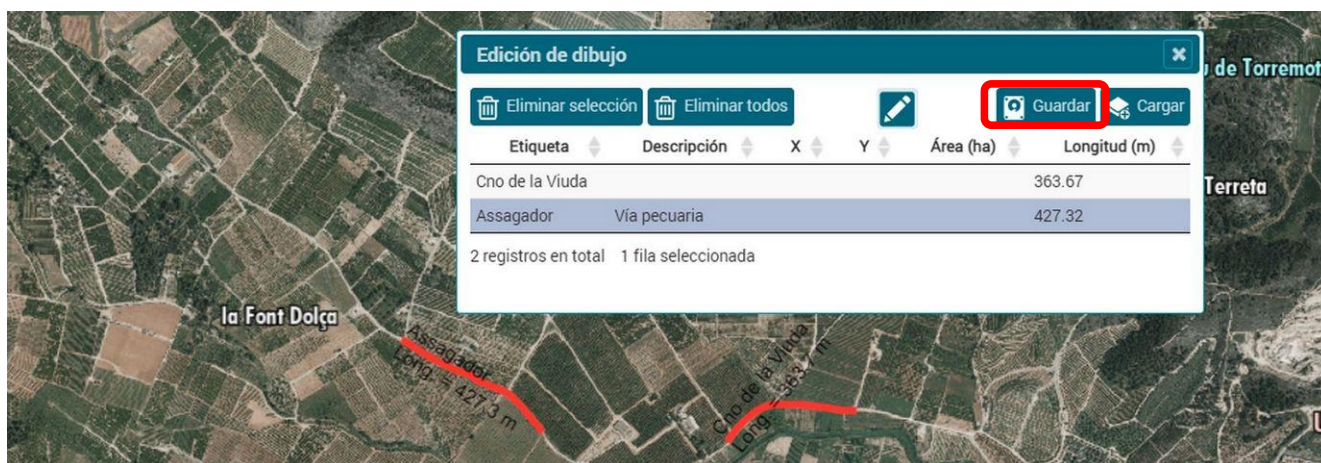 Edición de dibujo
u de Torremot
Eliminar selección Eliminar todos Guardar Cargar
Etiqueta Descripción X Y Área (ha) Longitud (m)
Cno de la Viuda 363.67
Terreta
Assagador Vía pecuaria 427.32
2 registros en total 1 fila seleccionada
la Font Dolça
Assagador
Long. = 427.3 m
Cno de la Viuda
Long. = 363.7 m